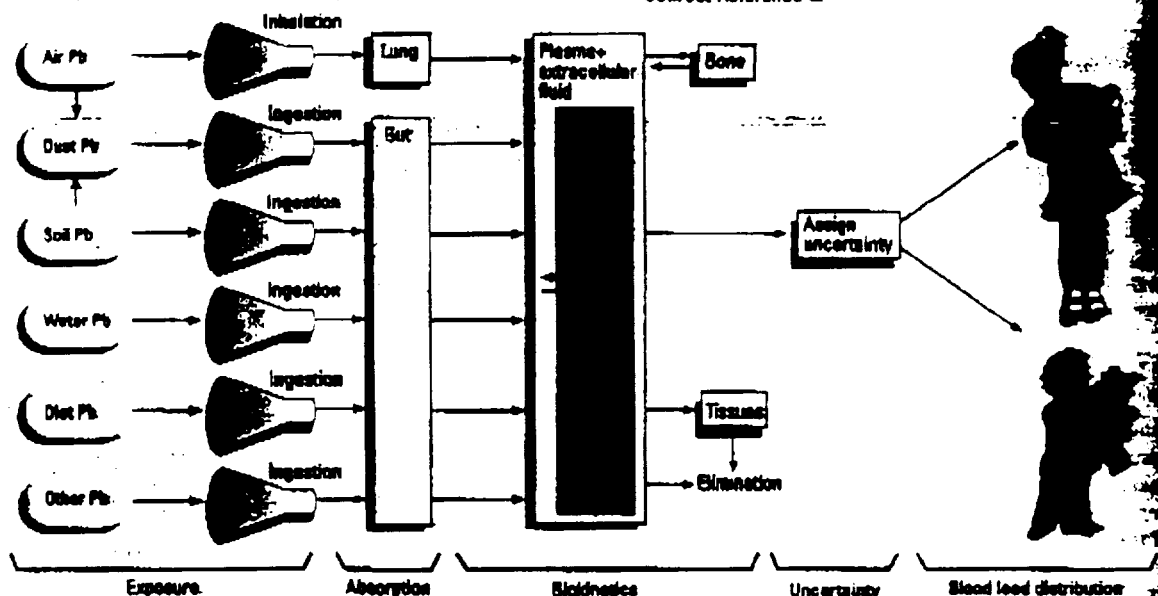 Inhalation
Air Pb
Lung
Plasma+
extracellular
fluid
Bone
Ingestion
Dust Pb
Gut
Ingestion
Soil Pb
Assign
uncertainty
Ingestion
Water Pb
Ingestion
Diet Pb
Tissues
Ingestion
Other Pb
Elimination
Exposure
Absorption
Biokinetics
Uncertainty
Blood lead distribution